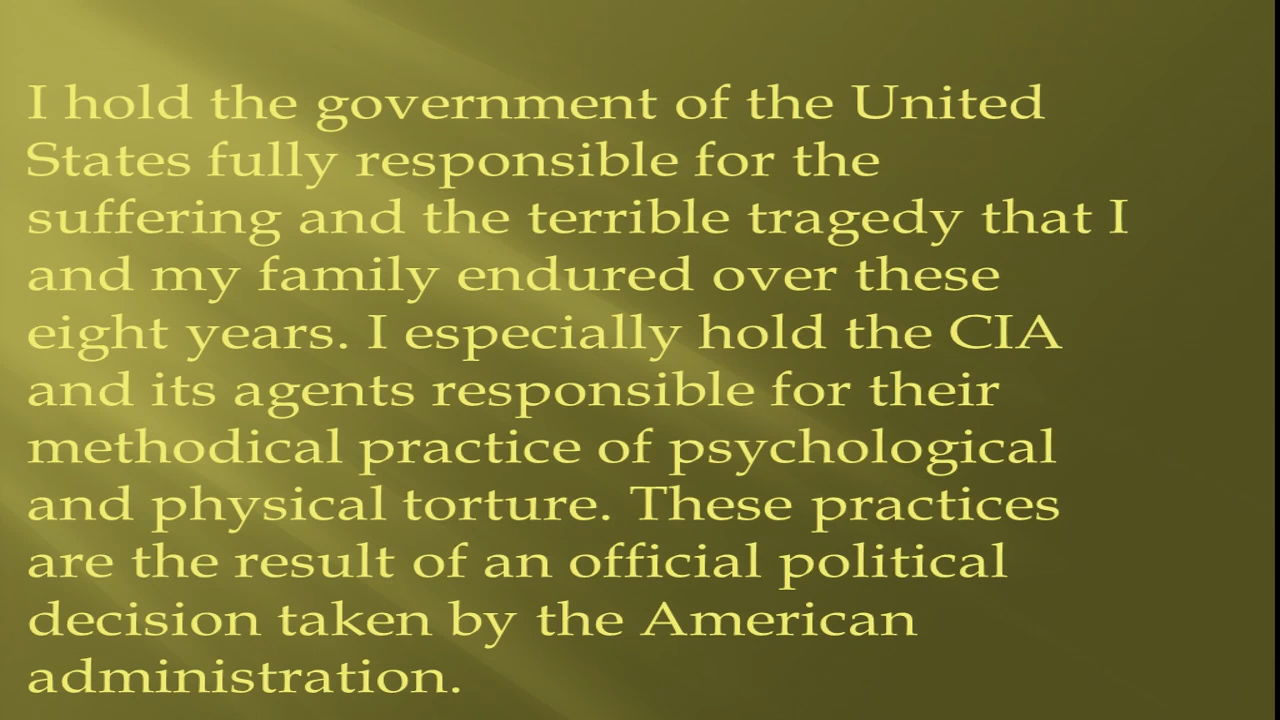 I hold the government of the United
States fully responsible for the
suffering and the terrible tragedy that I
and my family endured over these
eight years. I especially hold the CIA
and its agents responsible for their
methodical practice of psychological
and physical torture. These practices
are the result of an official political
decision taken by the American
administration.